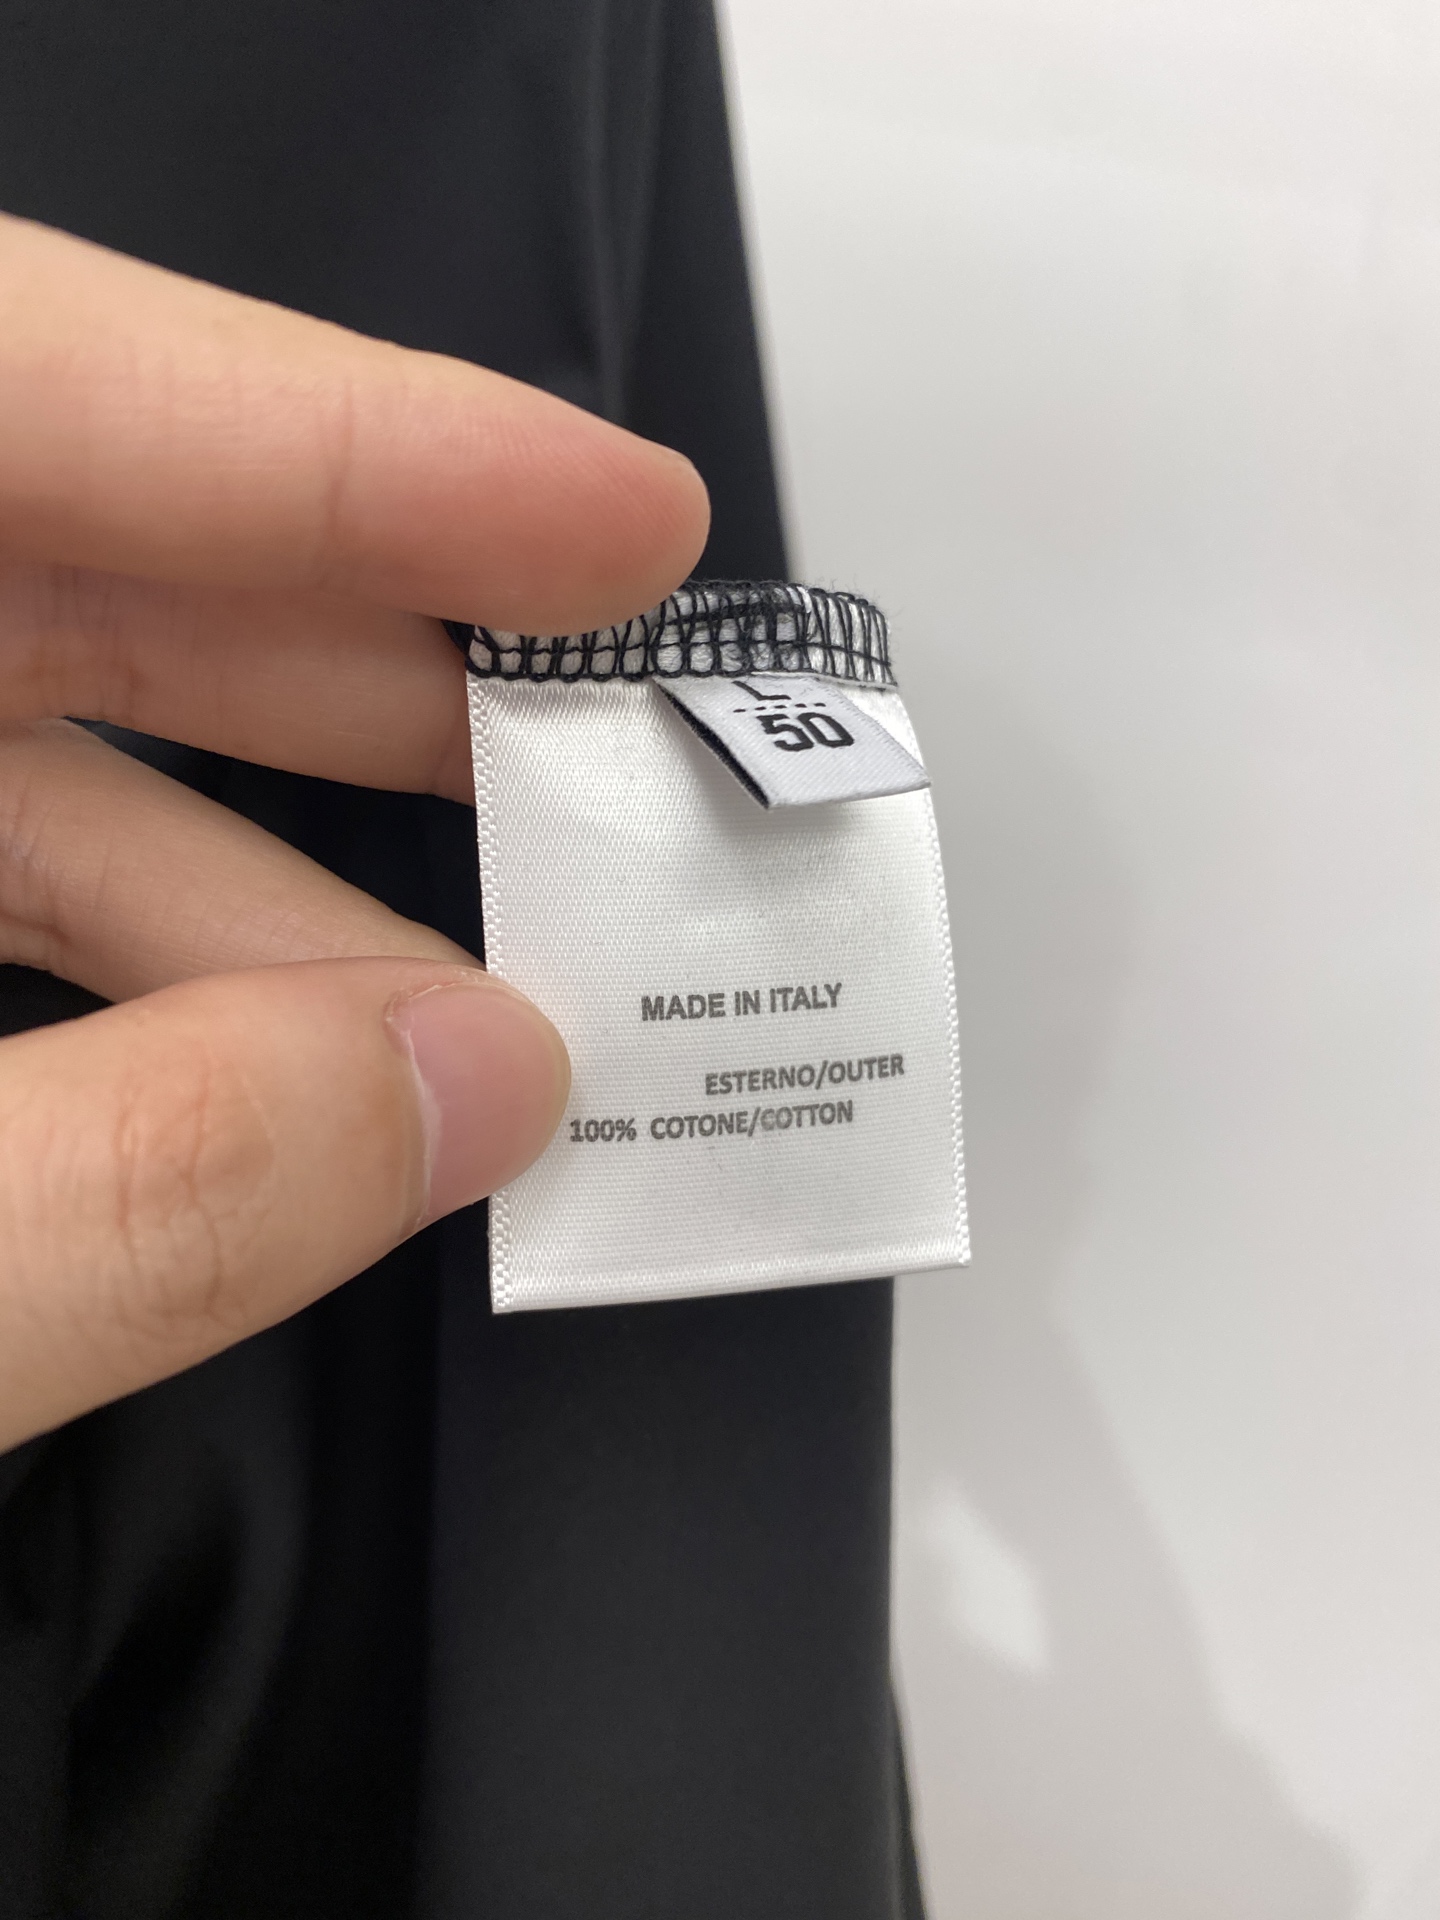 L
50
MADE IN ITALY
ESTERNO/OUTER
100% COTONE/COTTON